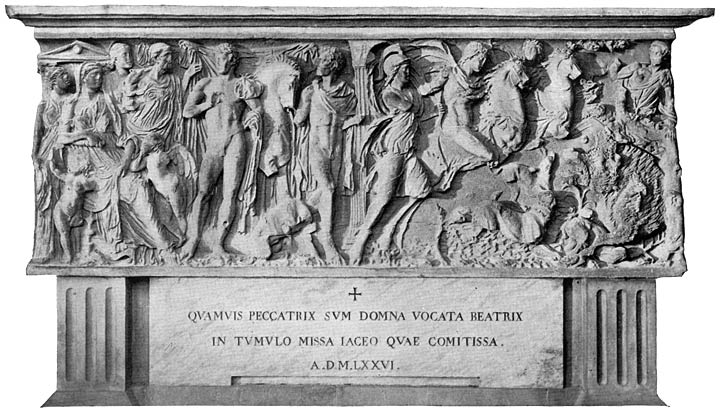 ✝
QVAMVIS PECCATRIX SVM DOMNA VOCATA BEATRIX
IN TVMVLO MISSA IACEO QVAE COMITISSA.
A.D.M.LXXVI.